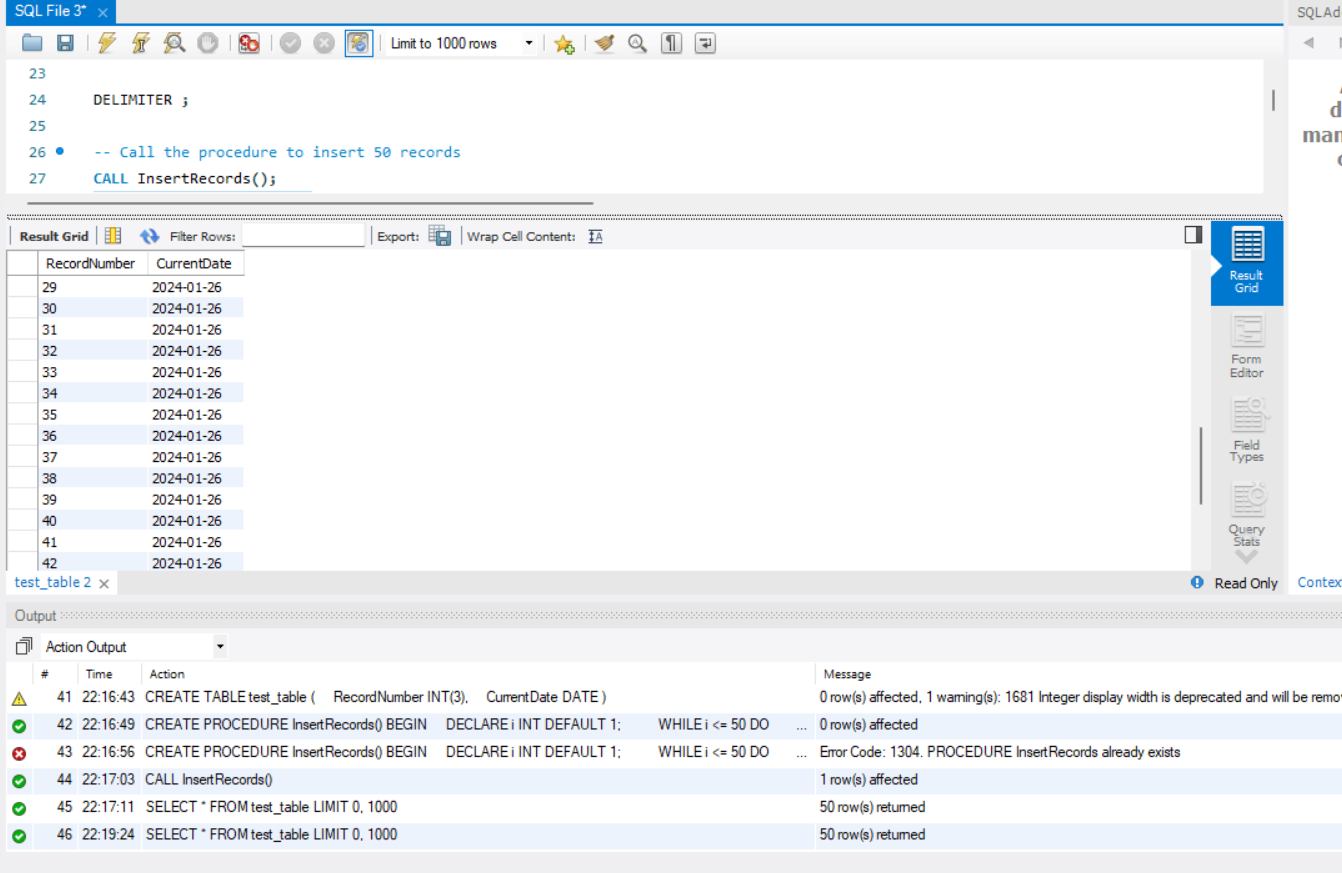 SQL File 3* ×
SQLAd
Limit to 1000 rows
23
24 DELIMITER ;
25
26 -- Call the procedure to insert 50 records
27 CALL InsertRecords();
Result Grid Filter Rows: Export: Wrap Cell Content: IA
RecordNumber CurrentDate
29 2024-01-26
30 2024-01-26
31 2024-01-26
32 2024-01-26
33 2024-01-26
34 2024-01-26
35 2024-01-26
36 2024-01-26
37 2024-01-26
38 2024-01-26
39 2024-01-26
40 2024-01-26
41 2024-01-26
42 2024-01-26
Result
Grid
Form
Editor
Field
Types
Query
Stats
d
man
test_table 2 ×
Read Only
Contex
Output
Action Output
# Time Action Message
41 22:16:43 CREATE TABLE test_table ( RecordNumber INT(3), CurrentDate DATE ) 0 row(s) affected, 1 warning(s): 1681 Integer display width is deprecated and will be remov
42 22:16:49 CREATE PROCEDURE InsertRecords() BEGIN DECLARE i INT DEFAULT 1; WHILE i <= 50 DO ... 0 row(s) affected
43 22:16:56 CREATE PROCEDURE InsertRecords() BEGIN DECLARE i INT DEFAULT 1; WHILE i <= 50 DO ... Error Code: 1304. PROCEDURE InsertRecords already exists
44 22:17:03 CALL InsertRecords() 1 row(s) affected
45 22:17:11 SELECT * FROM test_table LIMIT 0, 1000 50 row(s) returned
46 22:19:24 SELECT * FROM test_table LIMIT 0, 1000 50 row(s) returned